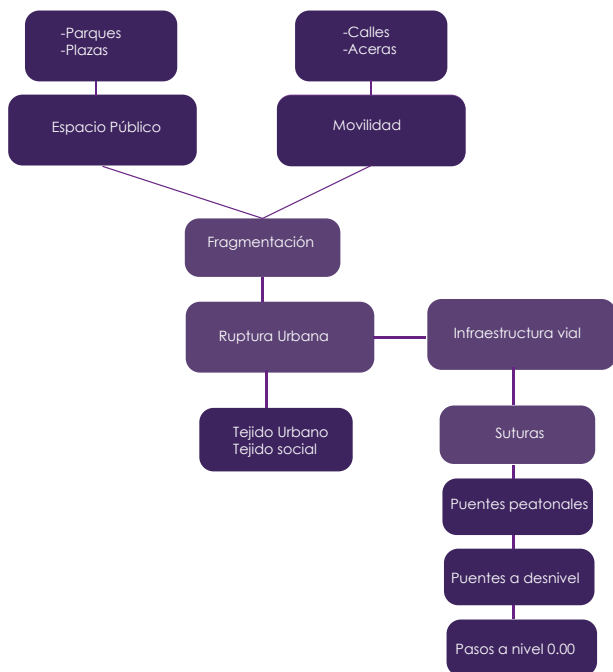 -Parques
-Plazas
-Calles
-Aceras
Espacio Público
Movilidad
Fragmentación
Ruptura Urbana
Infraestructura vial
Tejido Urbano
Tejido social
Suturas
Puentes peatonales
Puentes a desnivel
Pasos a nivel 0.00